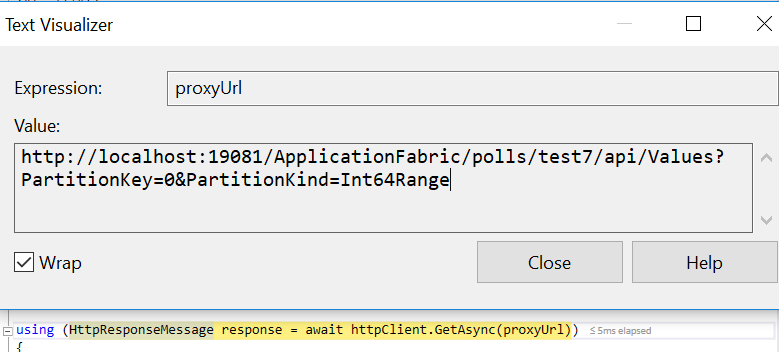 Text Visualizer
Expression:
proxyUrl
Value:
http://localhost:19081/ApplicationFabric/polls/test7/api/Values?
PartitionKey=0&PartitionKind=Int64Range
Wrap
Close
Help
using (HttpResponseMessage response = await httpClient.GetAsync(proxyUrl)) ≤5ms elapsed
{